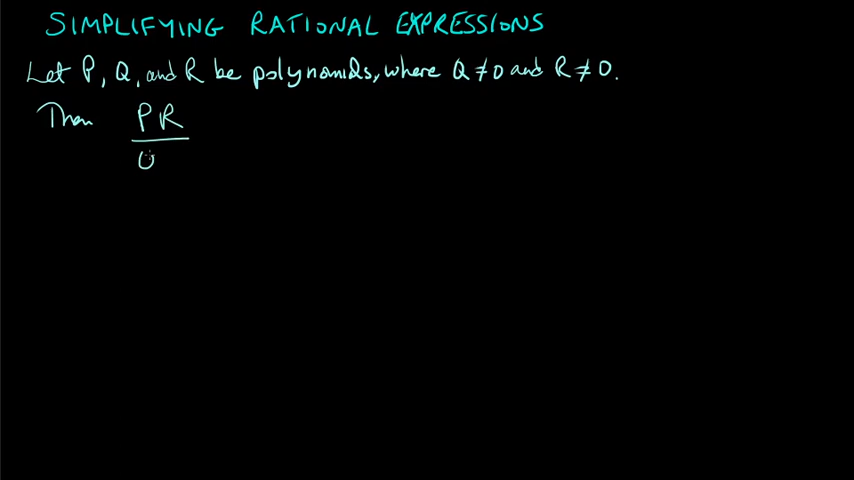 SIMPLIFYING RATIONAL EXPRESSIONS
Let P, Q, and R be polynomials, where Q ≠ 0 and R ≠ 0.
Then PR